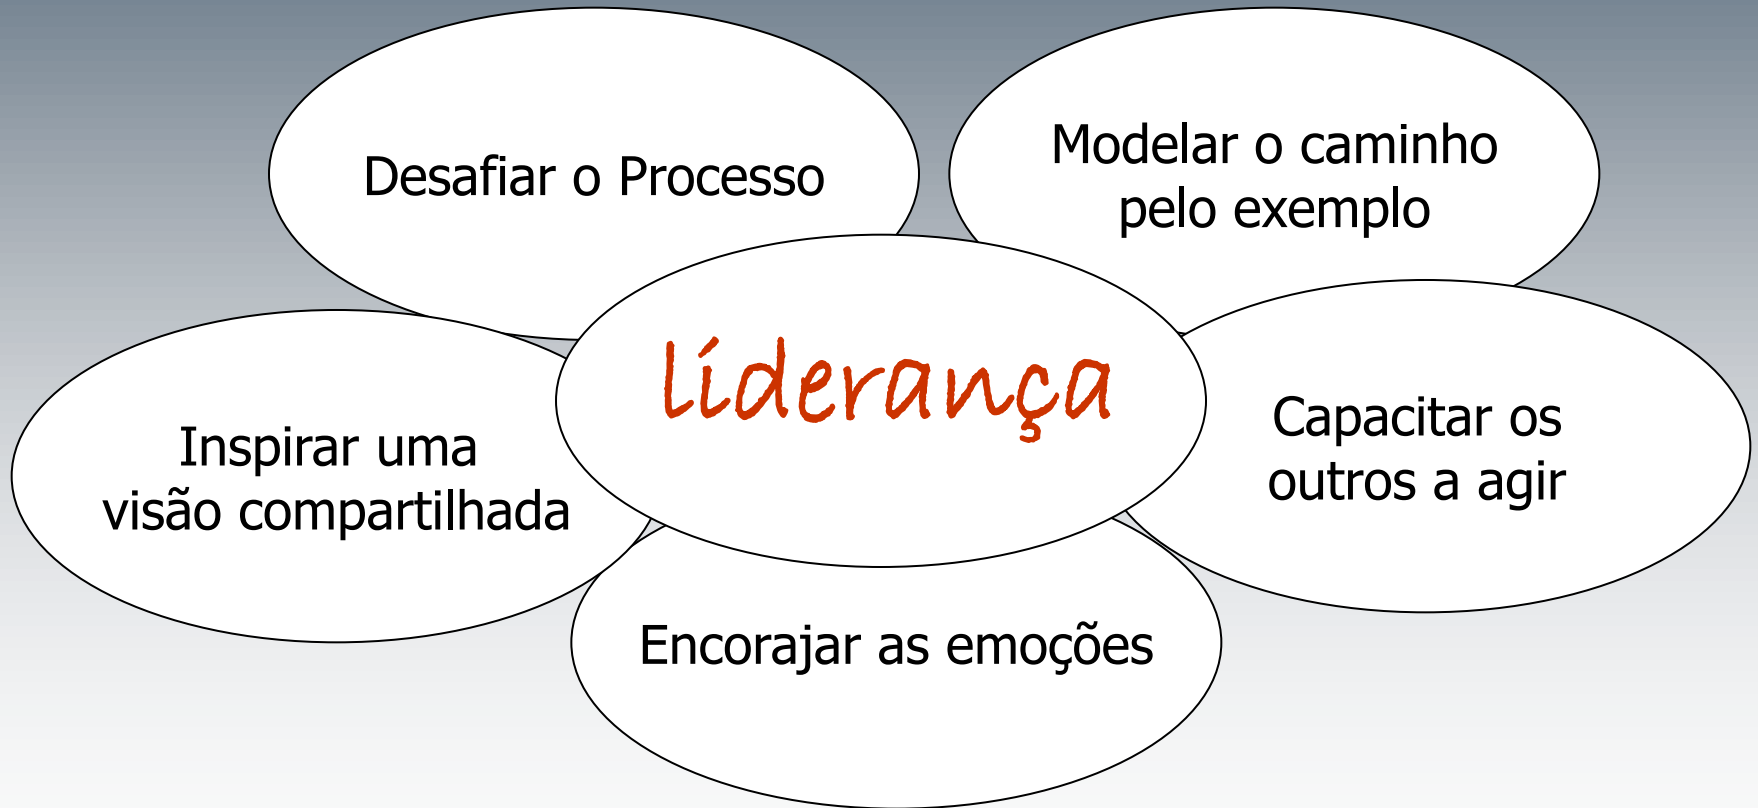 Desafiar o Processo
Modelar o caminho
pelo exemplo
liderança
Inspirar uma
visão compartilhada
Capacitar os
outros a agir
Encorajar as emoções